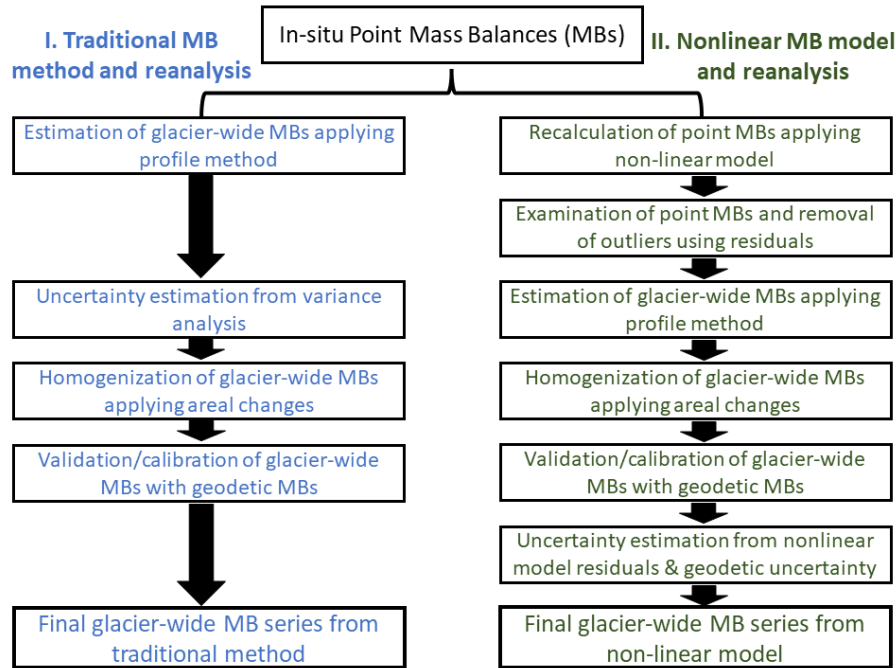 In-situ Point Mass Balances (MBs)
I. Traditional MB
method and reanalysis
II. Nonlinear MB model
and reanalysis
Estimation of glacier-wide MBs applying
profile method
Uncertainty estimation from variance
analysis
Homogenization of glacier-wide MBs
applying areal changes
Validation/calibration of glacier-wide
MBs with geodetic MBs
Final glacier-wide MB series from
traditional method
Recalculation of point MBs applying
non-linear model
Examination of point MBs and removal
of outliers using residuals
Estimation of glacier-wide MBs applying
profile method
Homogenization of glacier-wide MBs
applying areal changes
Validation/calibration of glacier-wide
MBs with geodetic MBs
Uncertainty estimation from nonlinear
model residuals & geodetic uncertainty
Final glacier-wide MB series from
non-linear model